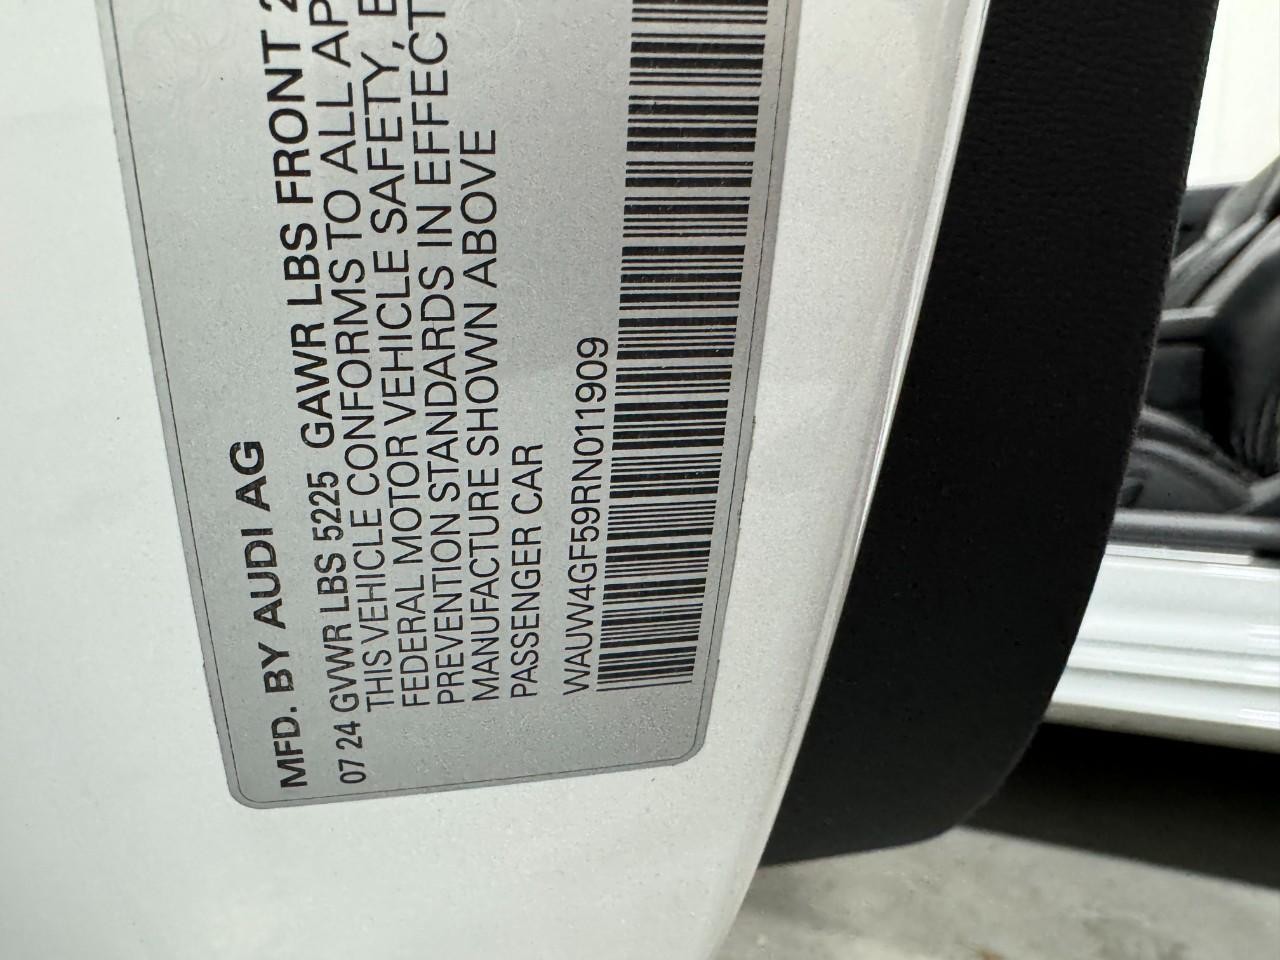 MFD. BY AUDI AG
07 24 GVWR LBS 5225 GAWR LBS FRONT 2
THIS VEHICLE CONFORMS TO ALL AP
FEDERAL MOTOR VEHICLE SAFETY,
PREVENTION STANDARDS IN EFFECT
MANUFACTURE SHOWN ABOVE
PASSENGER CAR
WAUW4GF59RN011909